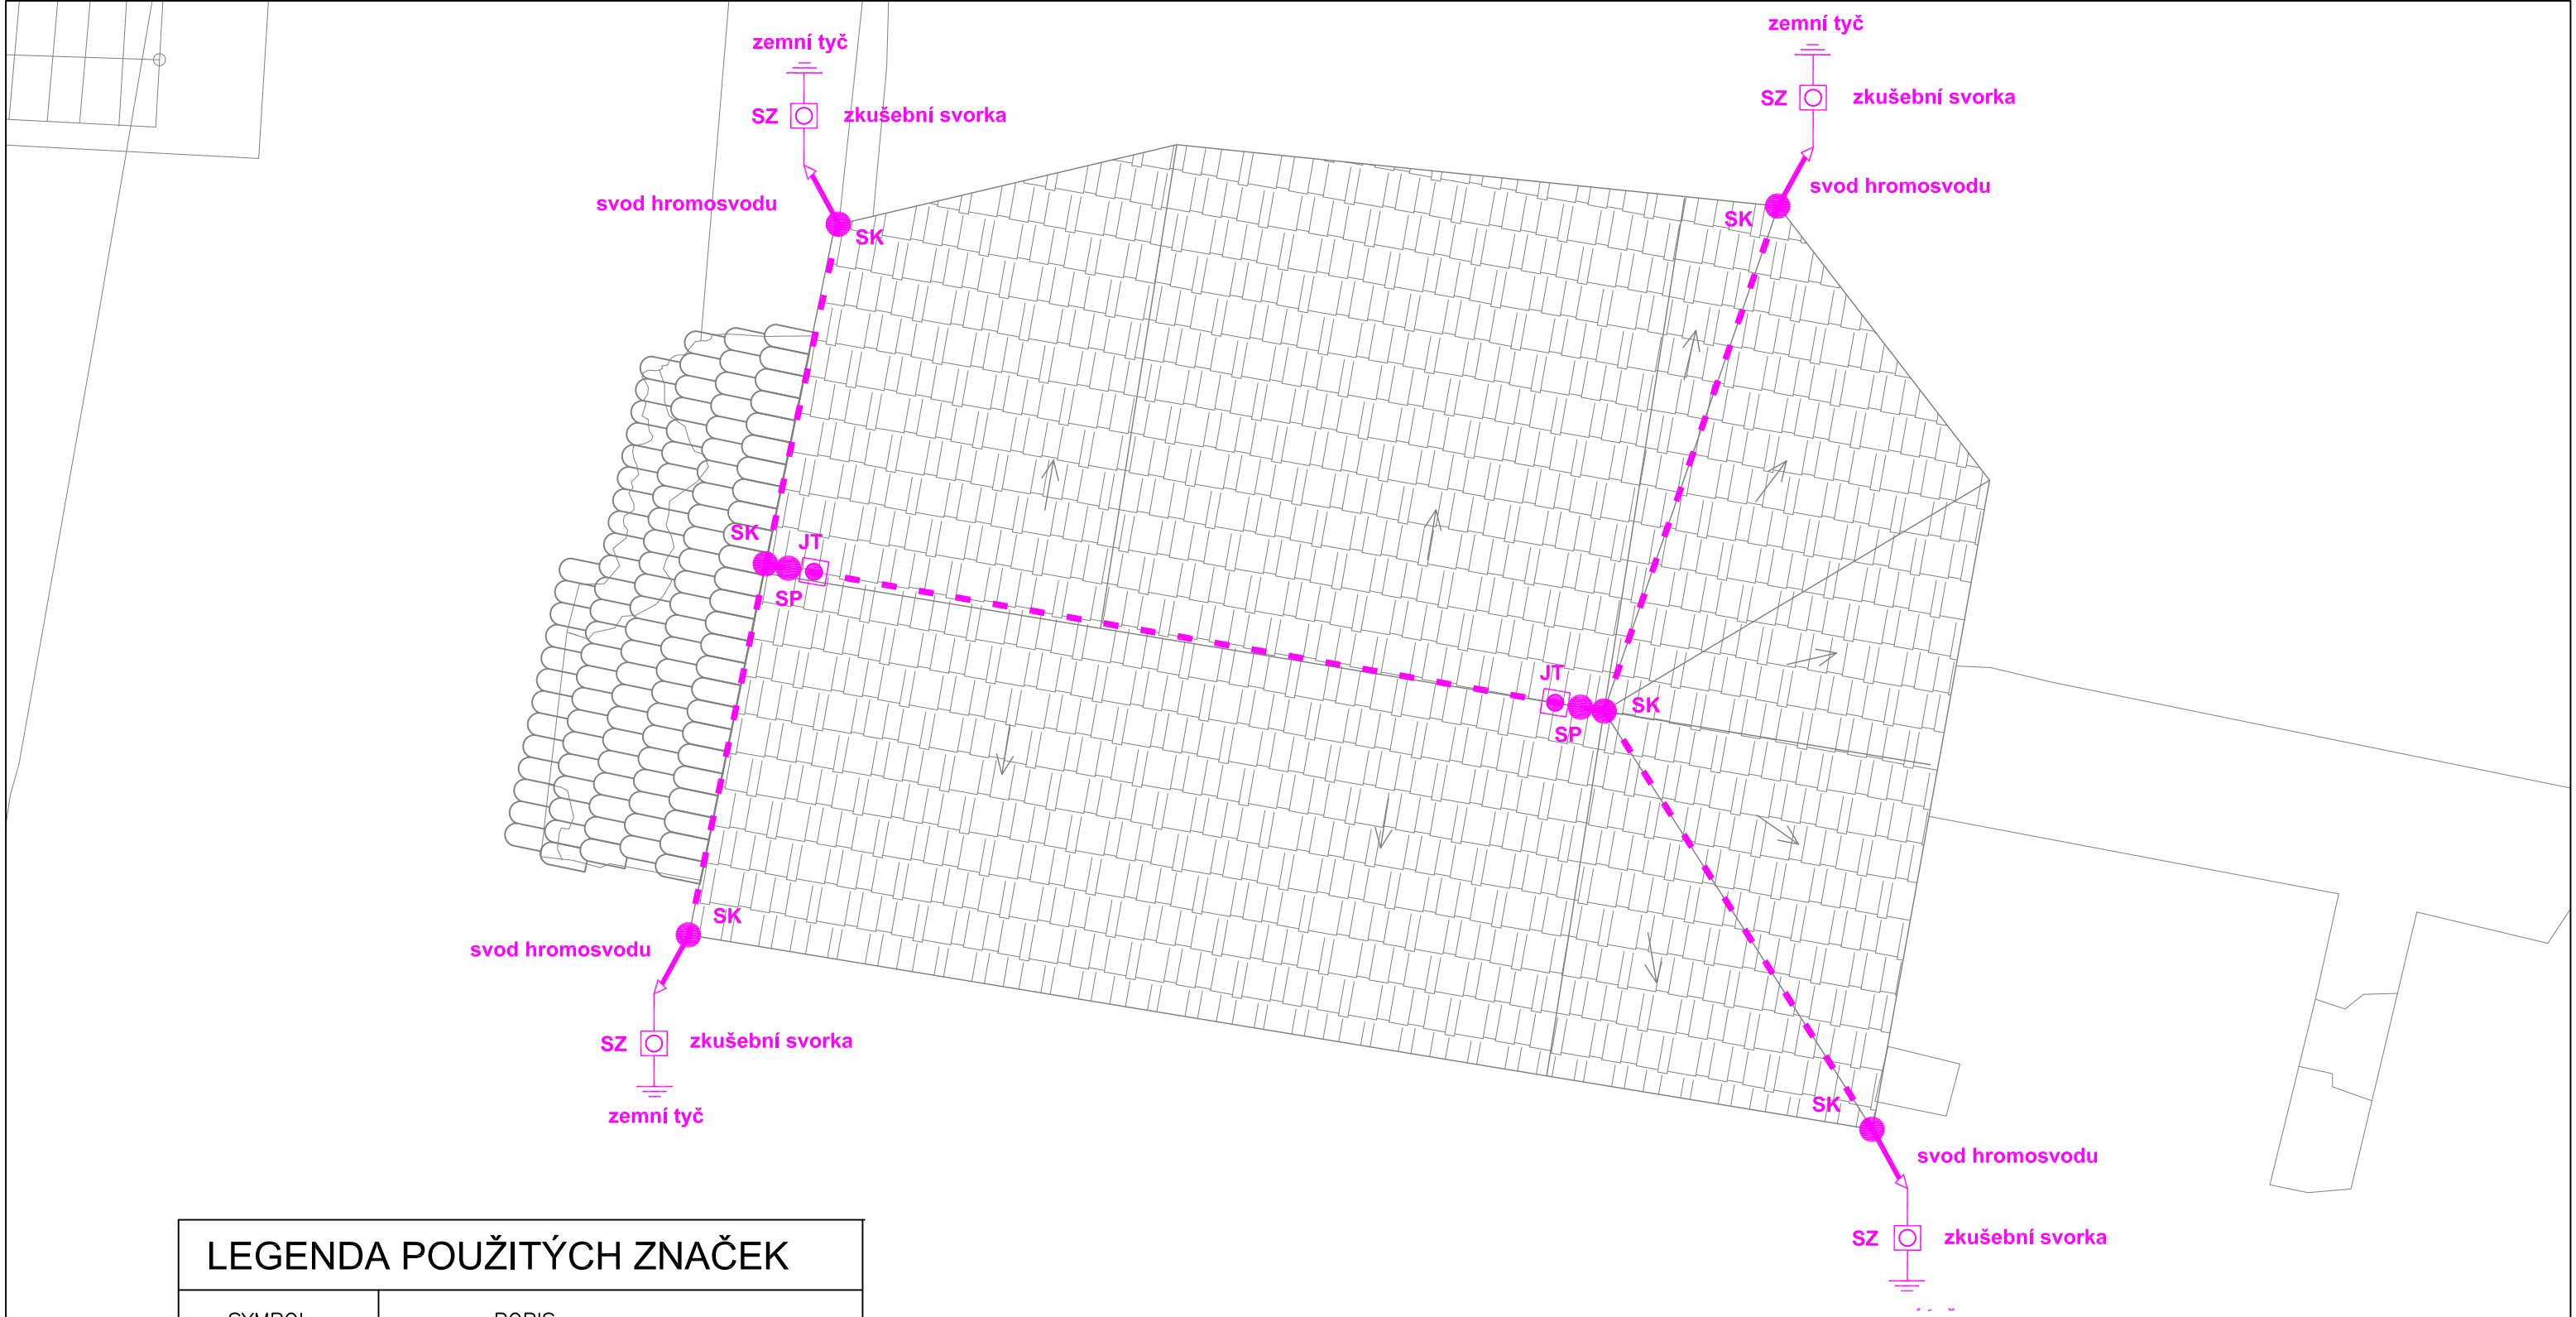 zemní tyč
zemní tyč
SZ zkušební svorka
SZ zkušební svorka
svod hromosvodu
svod hromosvodu
SK
SK
SK
JT
SP
JT
SK
SP
SK
svod hromosvodu
SZ zkušební svorka
zemní tyč
SK
svod hromosvodu
SZ zkušební svorka
LEGENDA POUŽITÝCH ZNAČEK
SYMBOL POPIS